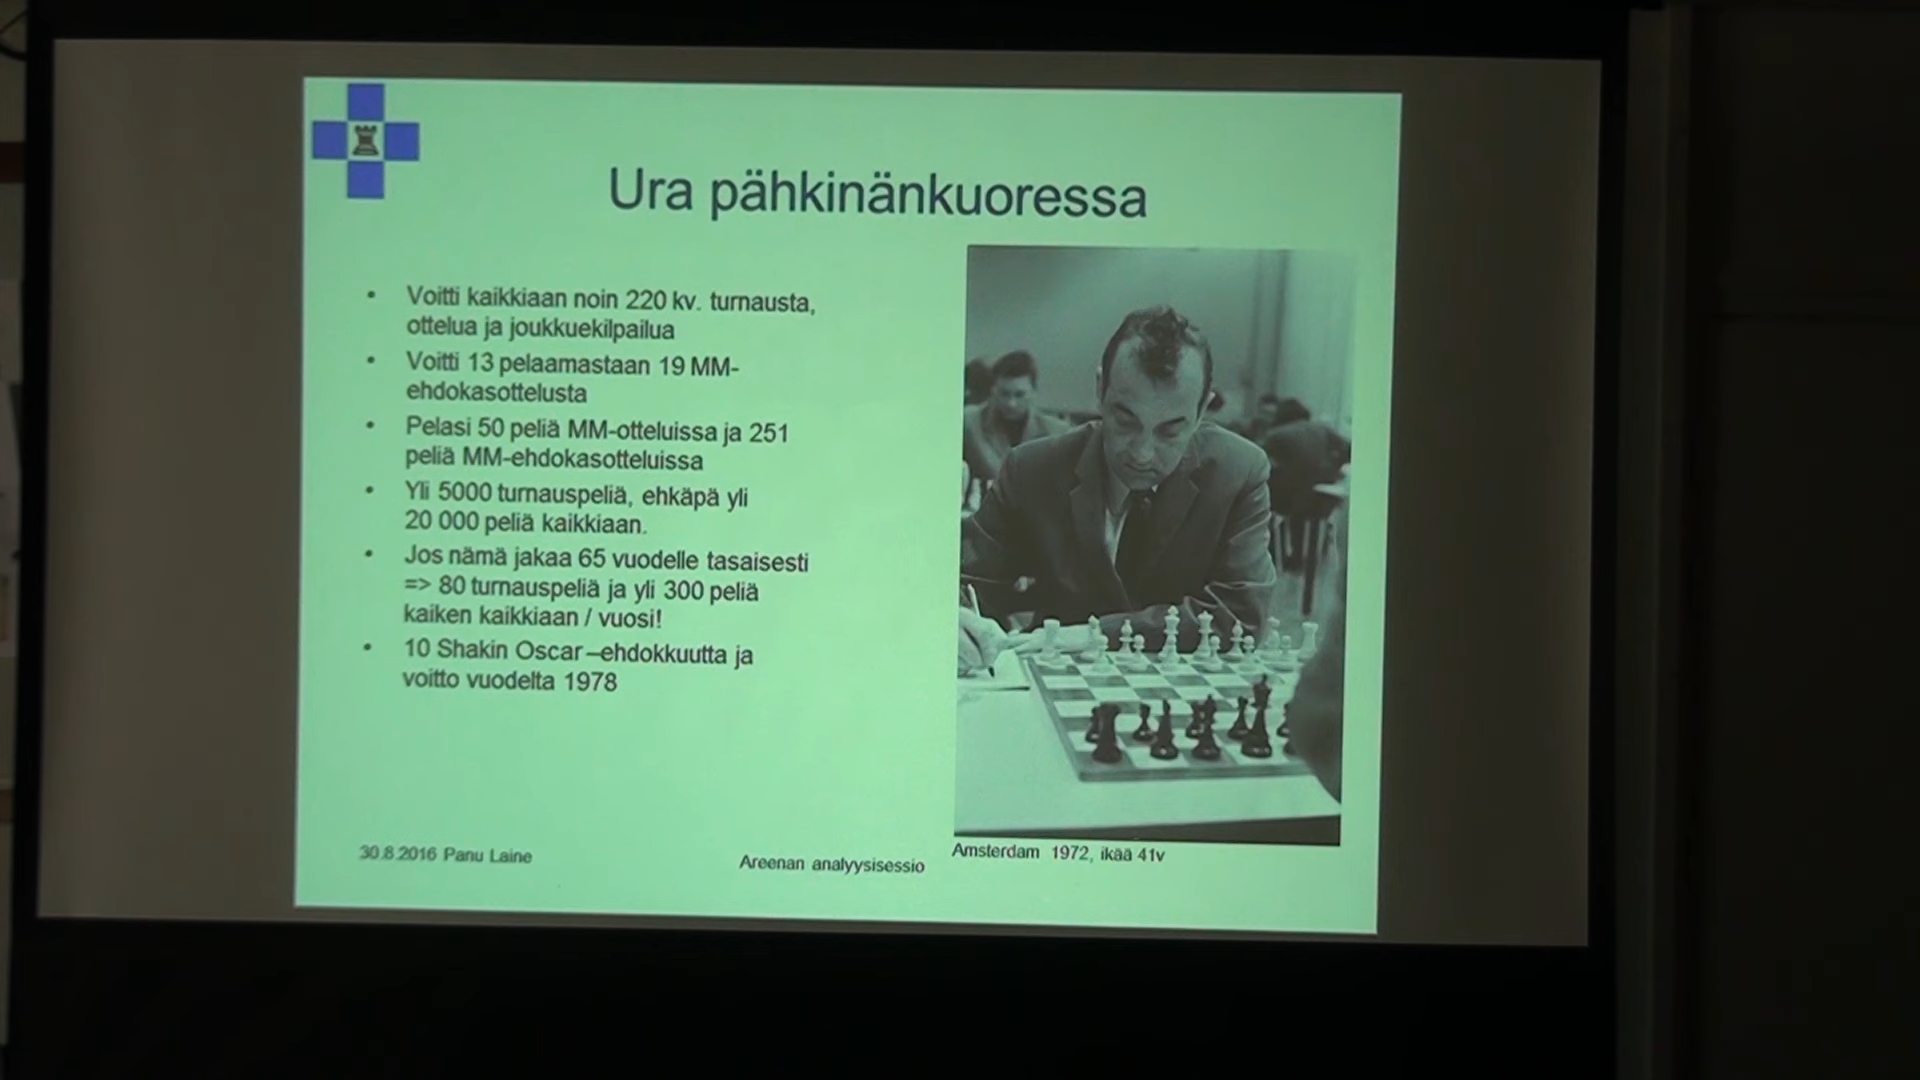 Ura pähkinänkuoressa
• Voitti kaikkiaan noin 220 kv. turnausta,
ottelua ja joukkuekilpailua
• Voitti 13 pelaamastaan 19 MM-
ehdokasottelusta
• Pelasi 50 peliä MM-otteluissa ja 251
peliä MM-ehdokasotteluissa
• Yli 5000 turnauspeliä, ehkäpä yli
20 000 peliä kaikkiaan.
• Jos nämä jakaa 65 vuodelle tasaisesti
=> 80 turnauspeliä ja yli 300 peliä
kaiken kaikkiaan / vuosi!
• 10 Shakin Oscar –ehdokkuutta ja
voitto vuodelta 1978
Amsterdam 1972, ikää 41v
30.8.2016 Panu Laine
Areenan analyysisessio